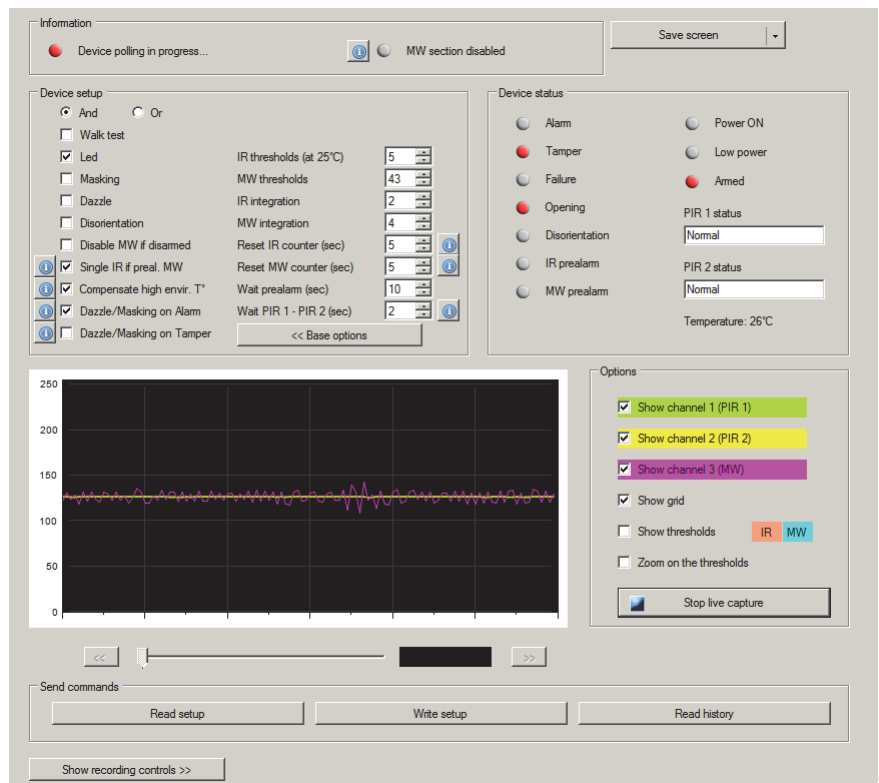 Information
Save screen
Device polling in progress...
MW section disabled
Device setup
And
Or
Walk test
Led
IR thresholds (at 25°C)
5
Masking
MW thresholds
43
Dazzle
IR integration
2
Disorientation
MW integration
4
Disable MW if disarmed
Reset IR counter (sec)
5
Single IR if preal. MW
Reset MW counter (sec)
5
Compensate high envir. T°
Wait prealarm (sec)
10
Dazzle/Masking on Alarm
Wait PIR 1 - PIR 2 (sec)
2
Dazzle/Masking on Tamper
<< Base options
Device status
Alarm
Power ON
Tamper
Low power
Failure
Armed
Opening
PIR 1 status
Disorientation
Normal
IR prealarm
PIR 2 status
MW prealarm
Normal
Temperature: 26°C
250
200
150
100
50
0
Options
Show channel 1 (PIR 1)
Show channel 2 (PIR 2)
Show channel 3 (MW)
Show grid
Show thresholds
IR
MW
Zoom on the thresholds
Stop live capture
<<
>>
Send commands
Read setup
Write setup
Read history
Show recording controls >>